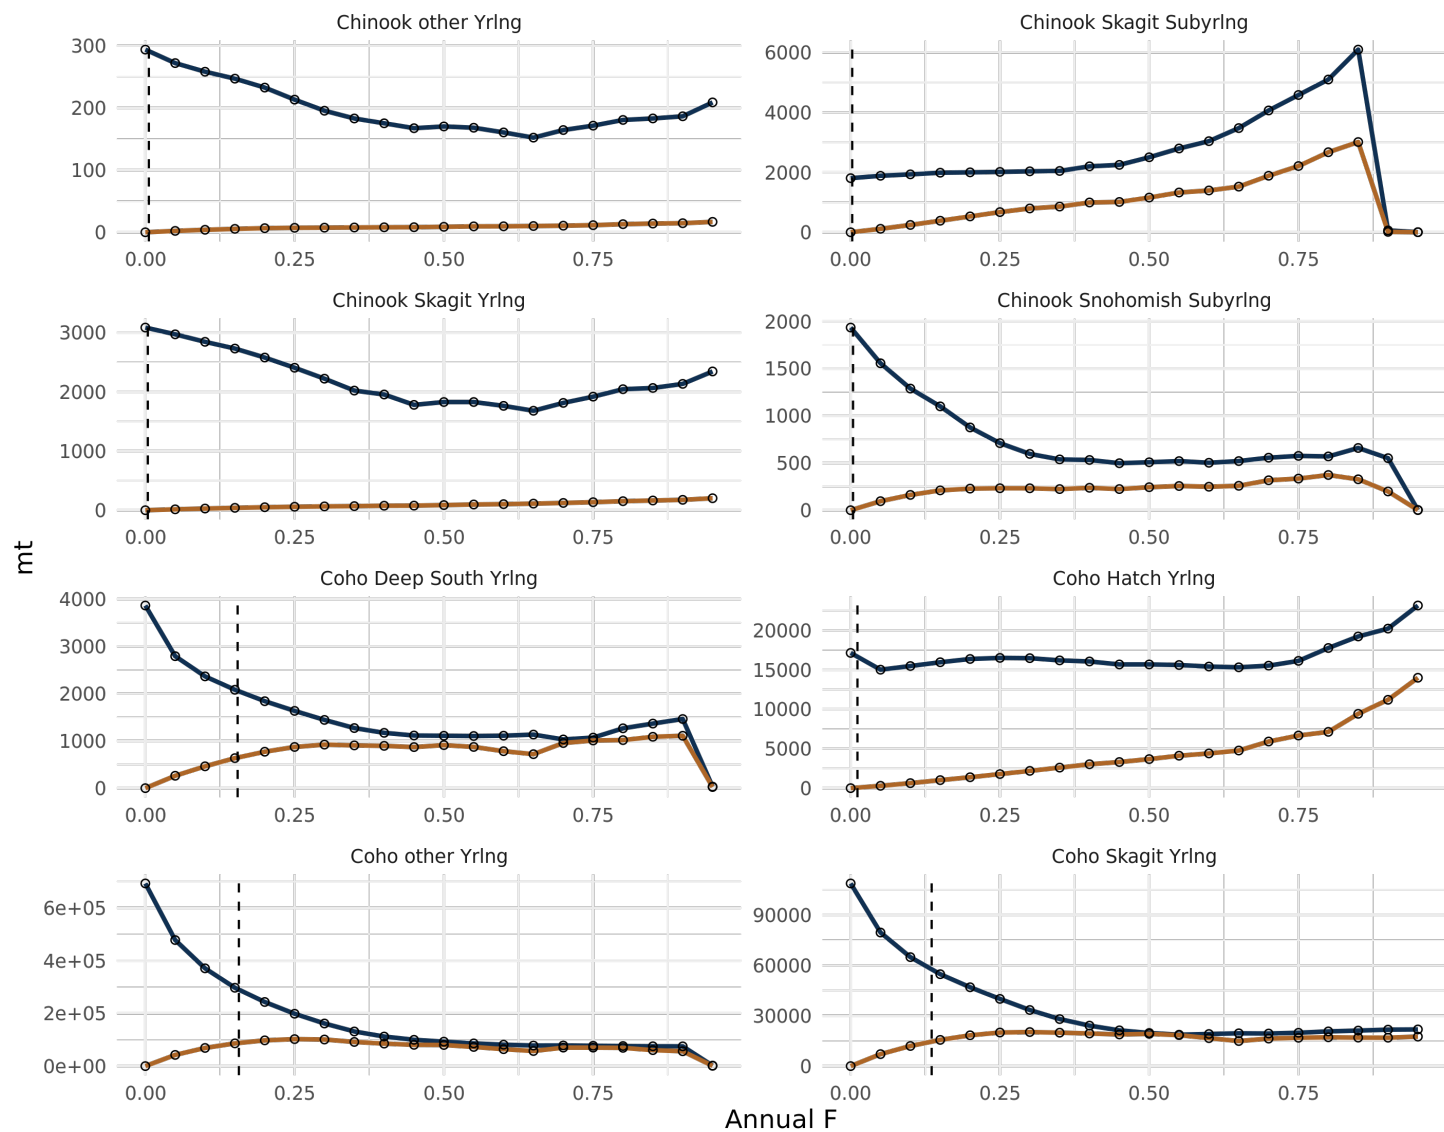 Chinook other Yrlng
Chinook Skagit Subyrlng
300
200
100
0
0.00 0.25 0.50 0.75
6000
4000
2000
0
0.00 0.25 0.50 0.75
Chinook Skagit Yrlng
Chinook Snohomish Subyrlng
3000
2000
1000
0
0.00 0.25 0.50 0.75
2000
1500
1000
500
0
0.00 0.25 0.50 0.75
mt
Coho Deep South Yrlng
Coho Hatch Yrlng
4000
3000
2000
1000
0
0.00 0.25 0.50 0.75
20000
15000
10000
5000
0
0.00 0.25 0.50 0.75
Coho other Yrlng
Coho Skagit Yrlng
6e+05
4e+05
2e+05
0e+00
0.00 0.25 0.50 0.75
90000
60000
30000
0
0.00 0.25 0.50 0.75
Annual F